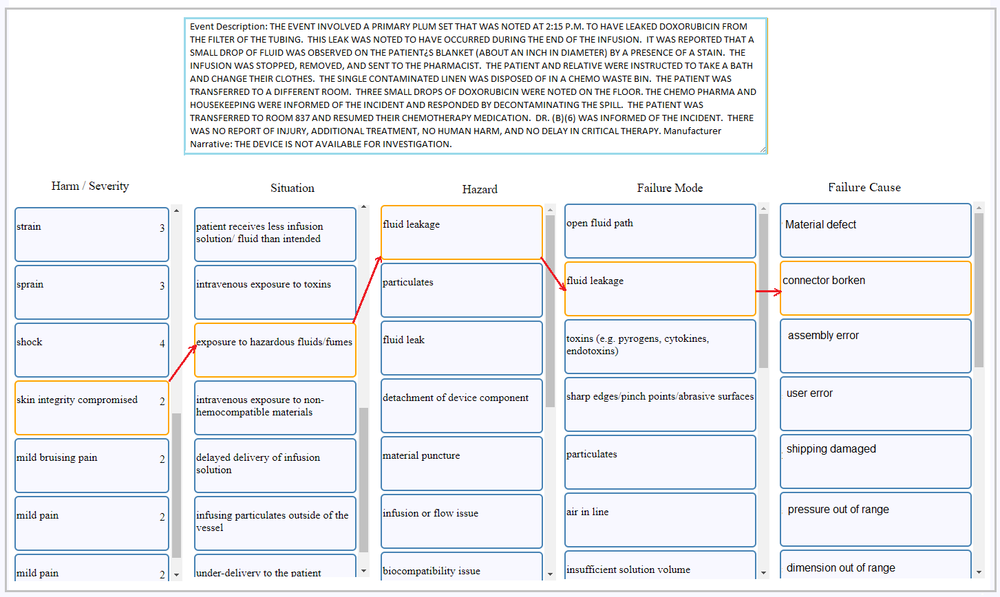 Event Description: THE EVENT INVOLVED A PRIMARY PLUM SET THAT WAS NOTED AT 2:15 P.M. TO HAVE LEAKED DOXORUBICIN FROM
THE FILTER OF THE TUBING. THIS LEAK WAS NOTED TO HAVE OCCURRED DURING THE END OF THE INFUSION. IT WAS REPORTED THAT A
SMALL DROP OF FLUID WAS OBSERVED ON THE PATIENT¿S BLANKET (ABOUT AN INCH IN DIAMETER) BY A PRESENCE OF A STAIN. THE
INFUSION WAS STOPPED, REMOVED, AND SENT TO THE PHARMACIST. THE PATIENT AND RELATIVE WERE INSTRUCTED TO TAKE A BATH
AND CHANGE THEIR CLOTHES. THE SINGLE CONTAMINATED LINEN WAS DISPOSED OF IN A CHEMO WASTE BIN. THE PATIENT WAS
TRANSFERRED TO A DIFFERENT ROOM. THREE SMALL DROPS OF DOXORUBICIN WERE NOTED ON THE FLOOR. THE CHEMO PHARMA AND
HOUSEKEEPING WERE INFORMED OF THE INCIDENT AND RESPONDED BY DECONTAMINATING THE SPILL. THE PATIENT WAS
TRANSFERRED TO ROOM 837 AND RESUMED THEIR CHEMOTHERAPY MEDICATION. DR. (B)(6) WAS INFORMED OF THE INCIDENT. THERE
WAS NO REPORT OF INJURY, ADDITIONAL TREATMENT, NO HUMAN HARM, AND NO DELAY IN CRITICAL THERAPY. Manufacturer
Narrative: THE DEVICE IS NOT AVAILABLE FOR INVESTIGATION.
Harm / Severity
strain 3
sprain 3
shock 4
skin integrity compromised 2
mild bruising pain 2
mild pain 2
mild pain 2
Situation
patient receives less infusion
solution/ fluid than intended
intravenous exposure to toxins
exposure to hazardous fluids/fumes
intravenous exposure to non-
hemocompatible materials
delayed delivery of infusion
solution
infusing particulates outside of the
vessel
under-delivery to the patient
Hazard
fluid leakage
particulates
fluid leak
detachment of device component
material puncture
infusion or flow issue
biocompatibility issue
Failure Mode
open fluid path
fluid leakage
toxins (e.g. pyrogens, cytokines,
endotoxins)
sharp edges/pinch points/abrasive surfaces
particulates
air in line
insufficient solution volume
Failure Cause
Material defect
connector borken
assembly error
user error
shipping damaged
pressure out of range
dimension out of range